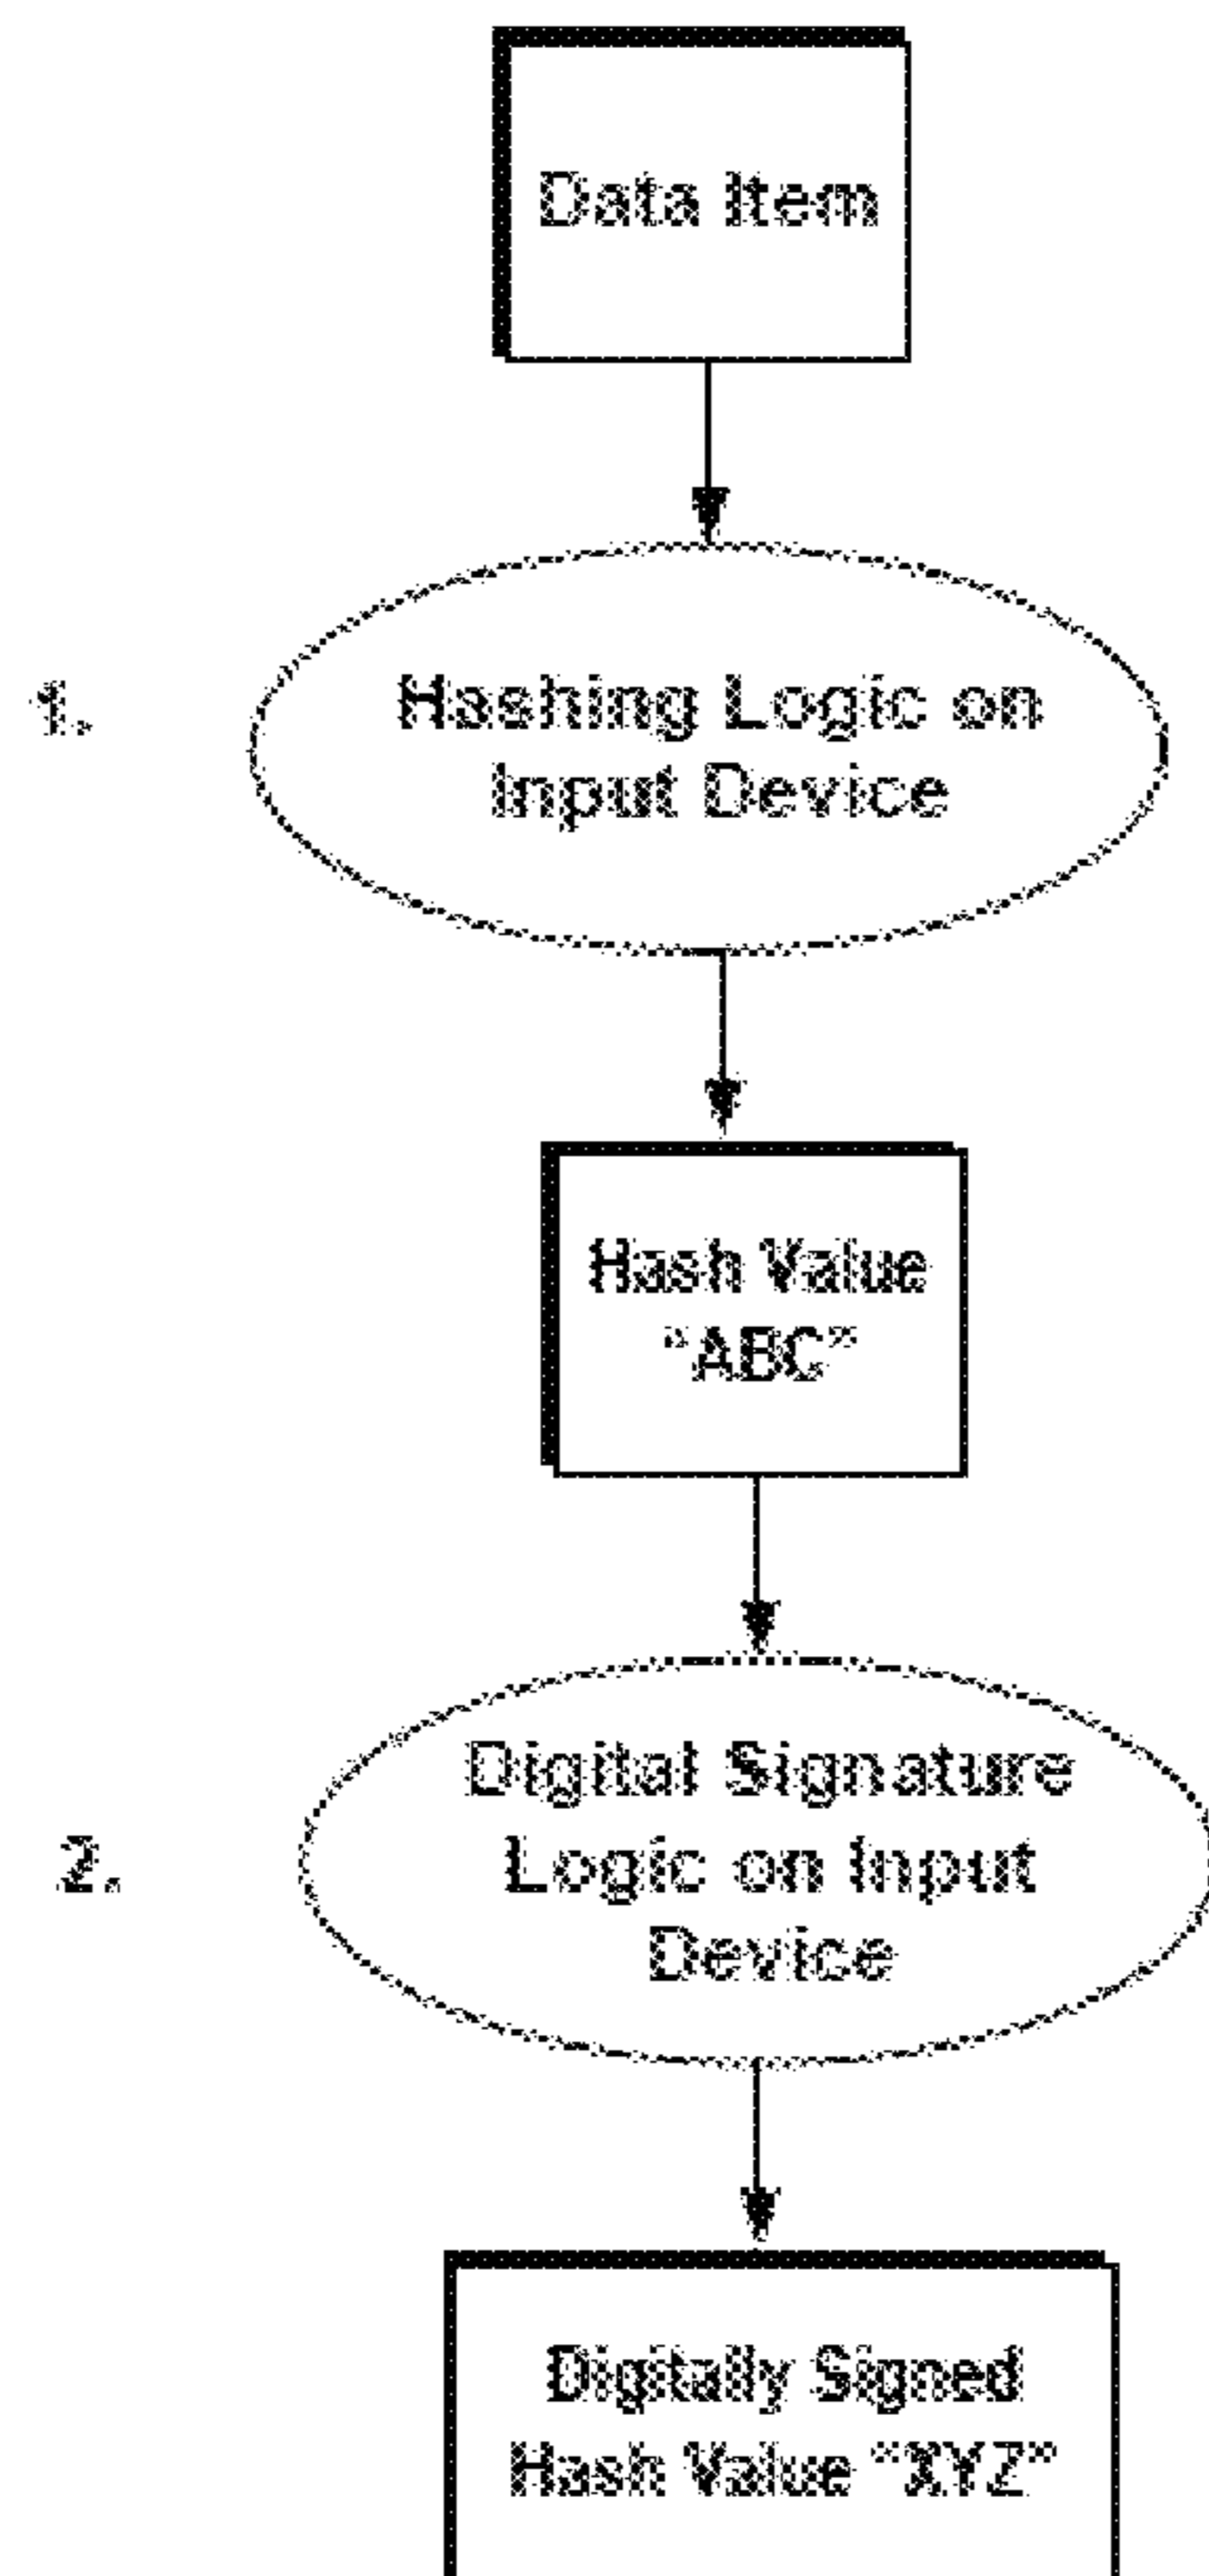 Data Item
1.
Hashing Logic on
Input Device
Hash Value
"ABC"
2.
Digital Signature
Logic on Input
Device
Digitally Signed
Hash Value "XYZ"